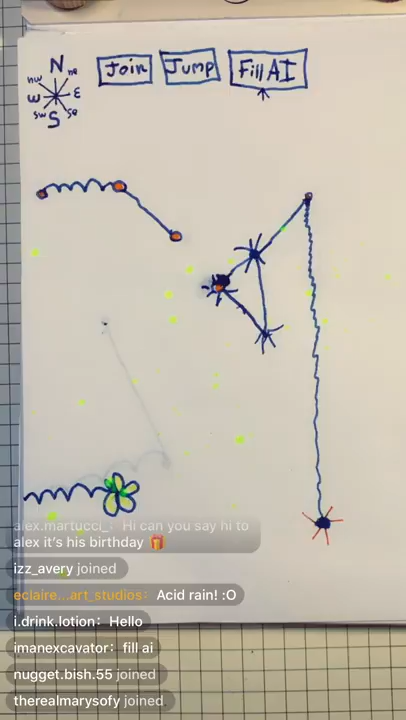 N
nw ne
W E
sw se
S
Join Jump Fill AI
alex.martucci_: Hi can you say hi to
alex it's his birthday 🎁
izz_avery joined
eclaire...art_studios: Acid rain! :O
i.drink.lotion: Hello
imanexcavator: fill ai
nugget.bish.55 joined
therealmarysofy joined